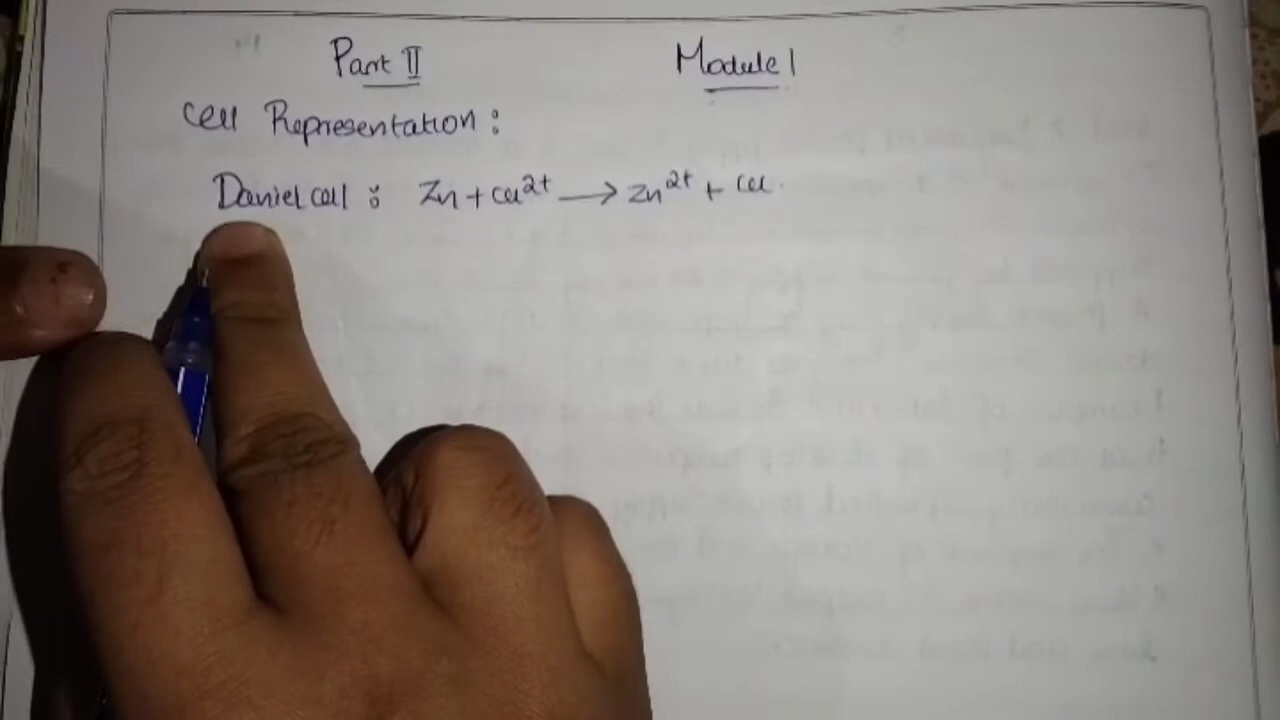 Part II Module 1
Cell Representation :
Daniel cell : Zn + Cu²⁺ ⟶ Zn²⁺ + Cu.